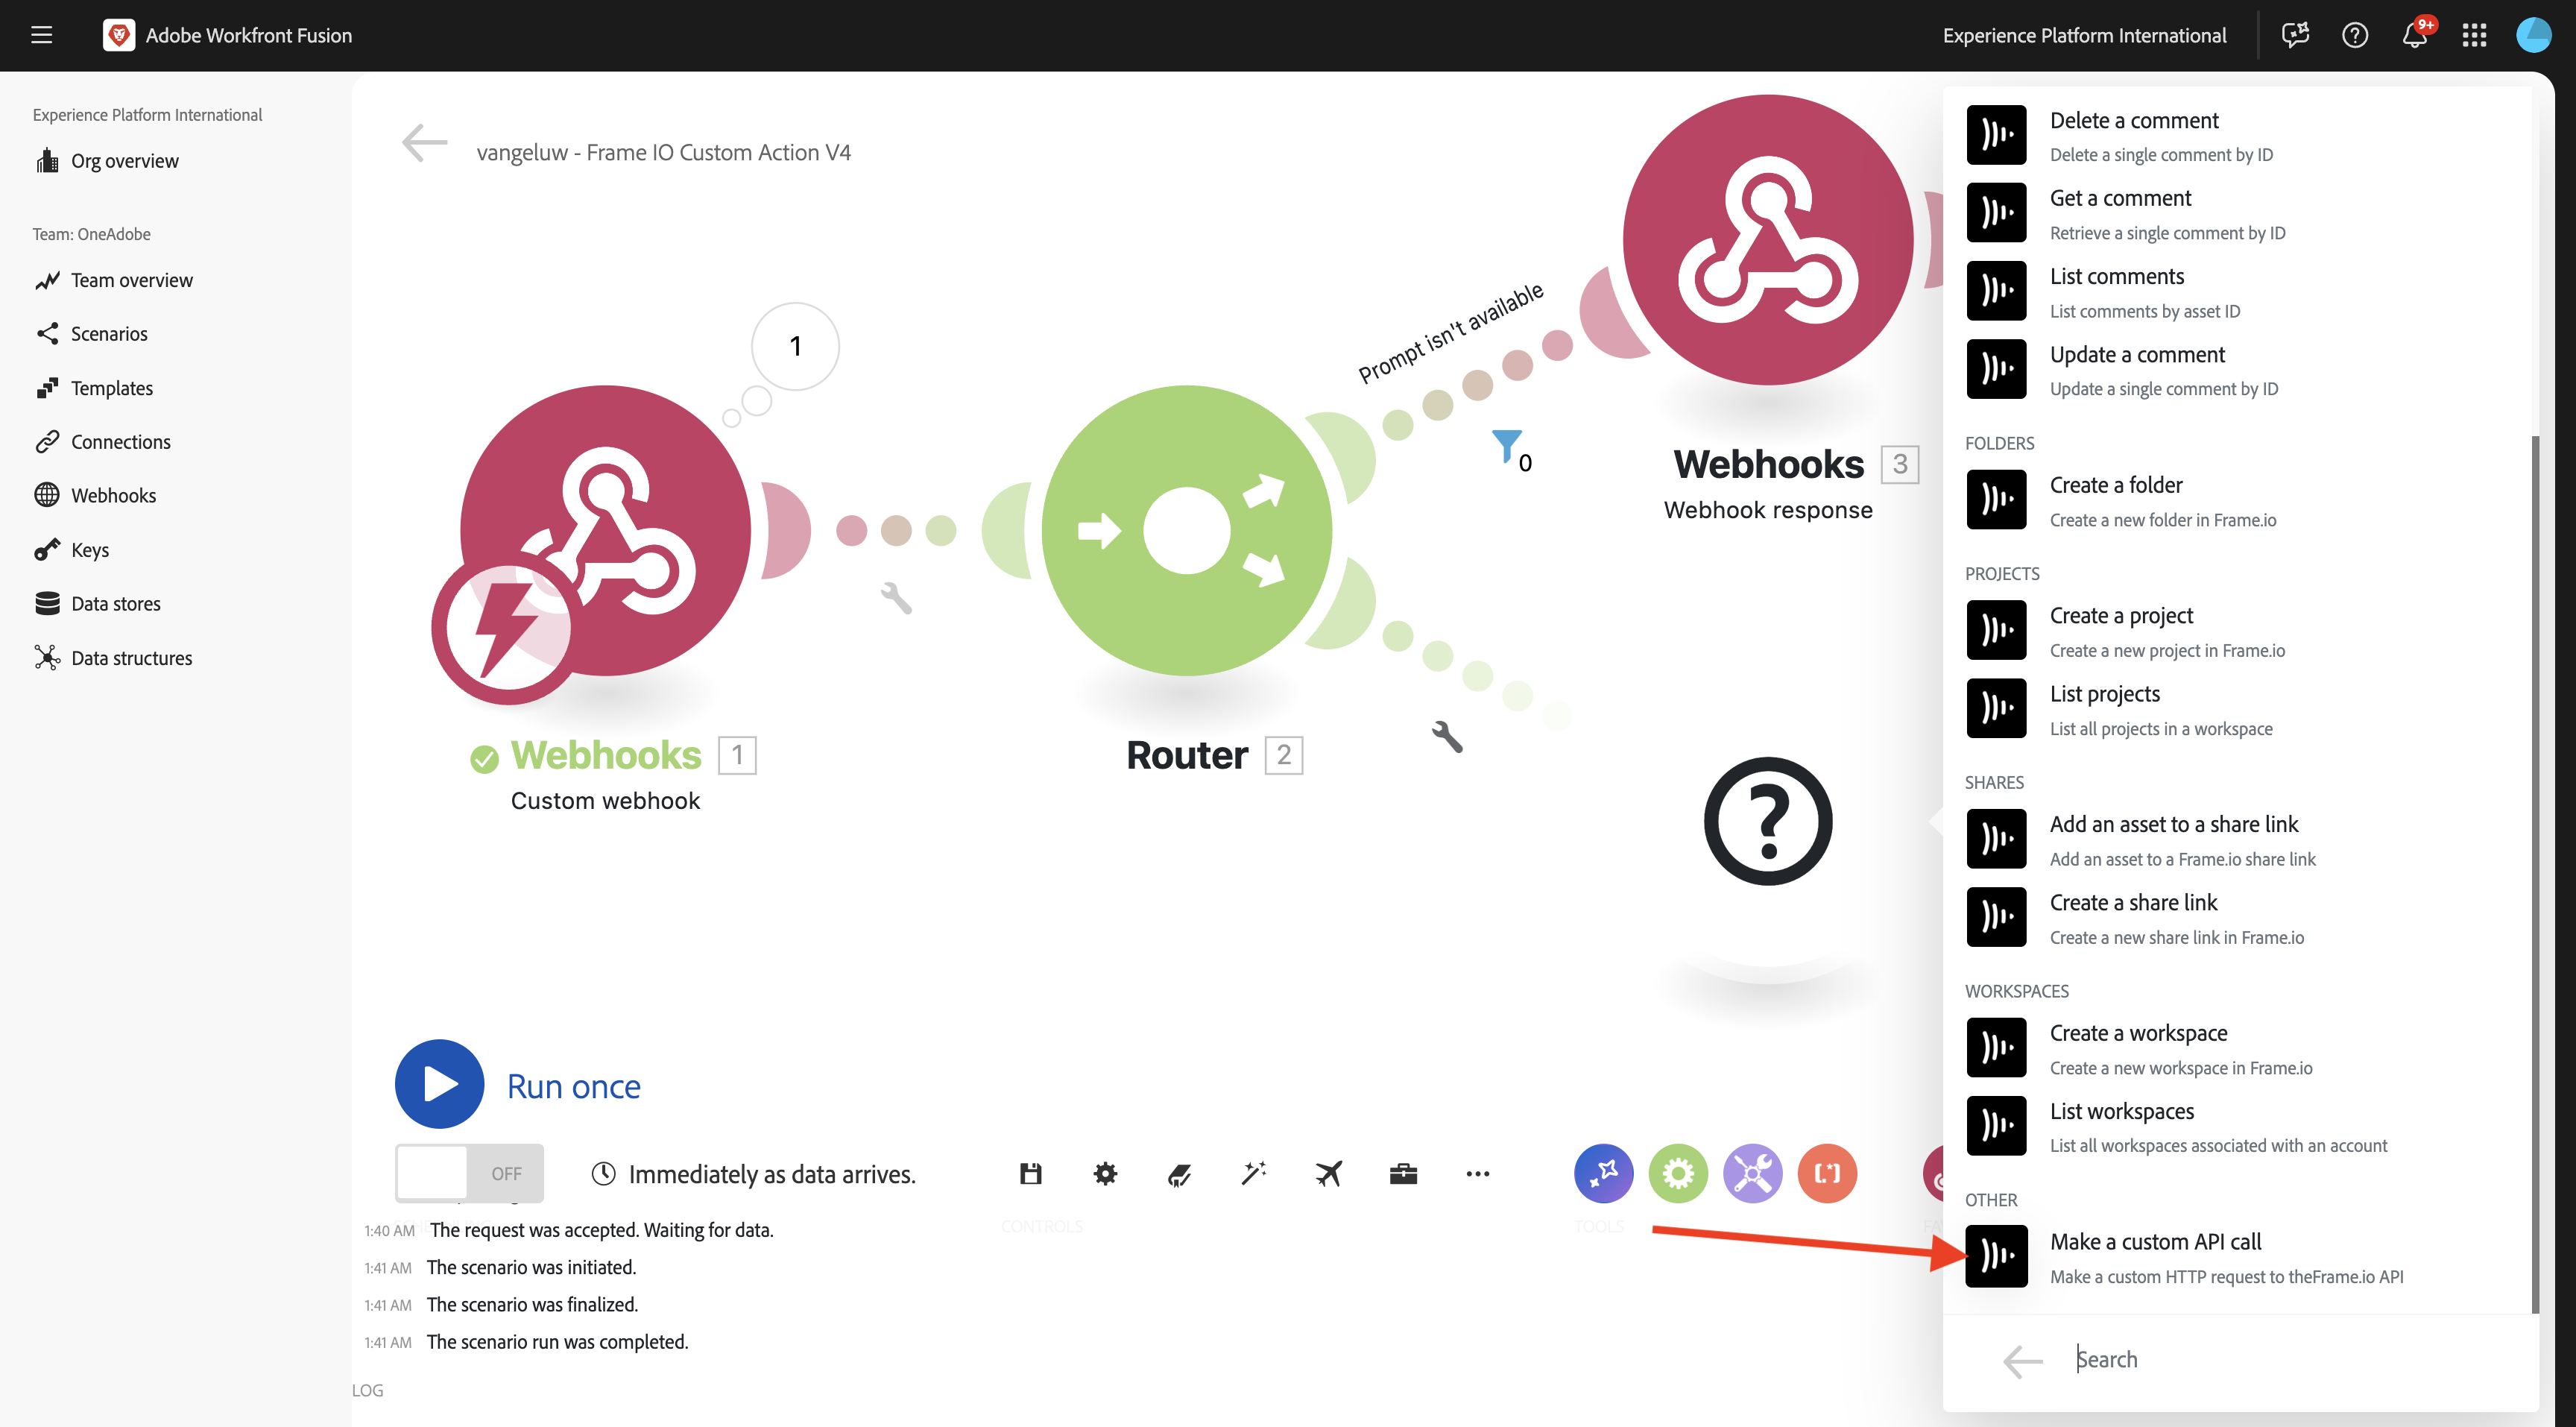 Adobe Workfront Fusion
Experience Platform International
9+
Experience Platform International
Org overview
Team: OneAdobe
Team overview
Scenarios
Templates
Connections
Webhooks
Keys
Data stores
Data structures
vangeluw - Frame IO Custom Action V4
1
Prompt isn't available
0
Webhooks 3
Webhook response
Webhooks 1
Custom webhook
Router 2
?
Run once
OFF
Immediately as data arrives.
CONTROLS
TOOLS
1:40 AM The request was accepted. Waiting for data.
1:41 AM The scenario was initiated.
1:41 AM The scenario was finalized.
1:41 AM The scenario run was completed.
LOG
Delete a comment
Delete a single comment by ID
Get a comment
Retrieve a single comment by ID
List comments
List comments by asset ID
Update a comment
Update a single comment by ID
FOLDERS
Create a folder
Create a new folder in Frame.io
PROJECTS
Create a project
Create a new project in Frame.io
List projects
List all projects in a workspace
SHARES
Add an asset to a share link
Add an asset to a Frame.io share link
Create a share link
Create a new share link in Frame.io
WORKSPACES
Create a workspace
Create a new workspace in Frame.io
List workspaces
List all workspaces associated with an account
OTHER
Make a custom API call
Make a custom HTTP request to theFrame.io API
Search